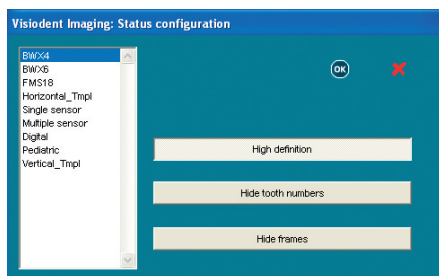 Visiodent Imaging: Status configuration
BWX4
BWX6
FMS18
Horizontal_Tmpl
Single sensor
Multiple sensor
Digital
Pediatric
Vertical_Tmpl
OK
High definition
Hide tooth numbers
Hide frames